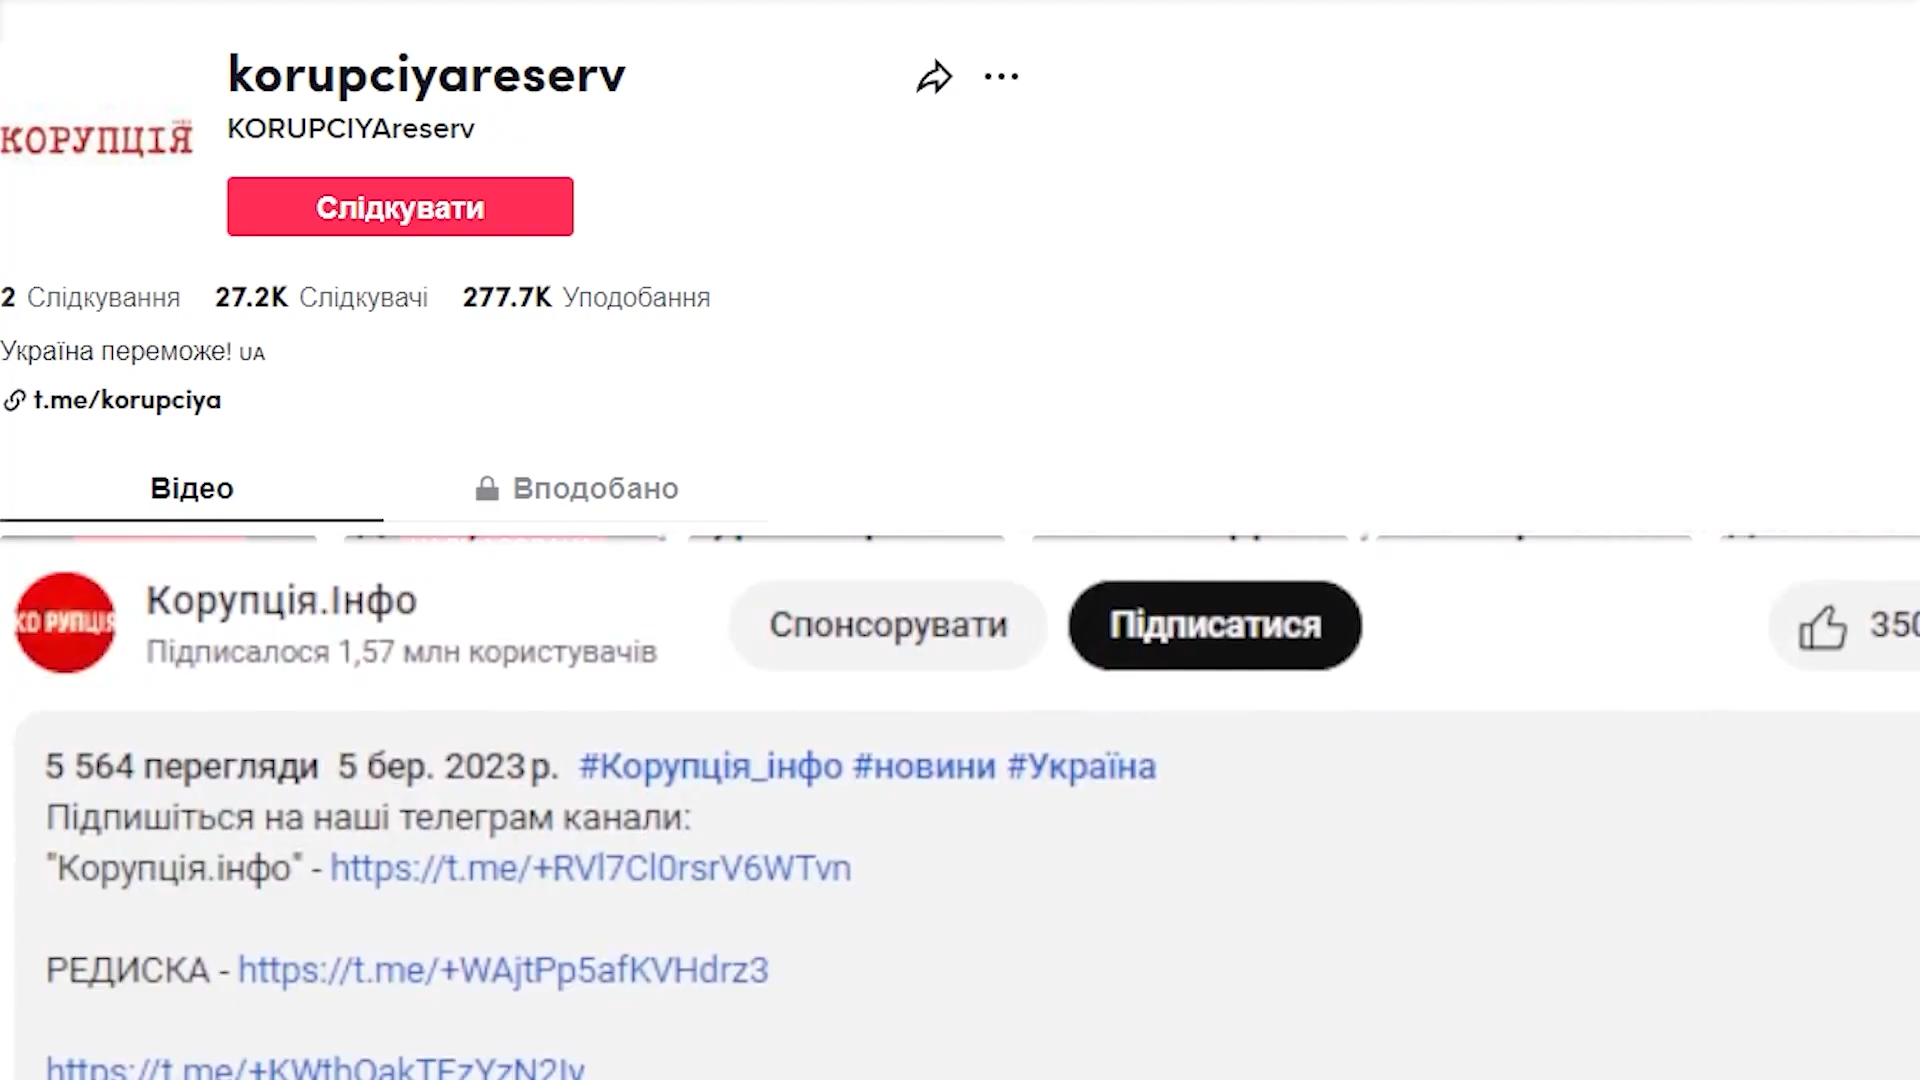 korupciyareserv
KORUPCIYAreserv
КОРУПЦІЯ
Слідкувати
2 Слідкування 27.2K Слідкувачі 277.7K Уподобання
Україна переможе! UA
t.me/korupciya
Відео Вподобано
Корупція.Інфо
КО РУПЦІЯ
Підписалося 1,57 млн користувачів
Спонсорувати
Підписатися
350
5 564 перегляди 5 бер. 2023 р. #Корупція_інфо #новини #Україна
Підпишіться на наші телеграм канали:
"Корупція.інфо" - https://t.me/+RVl7Cl0rsrV6WTvn
РЕДИСКА - https://t.me/+WAjtPp5afKVHdrz3
https://t.me/+KWthOakTEzYzN2Iy